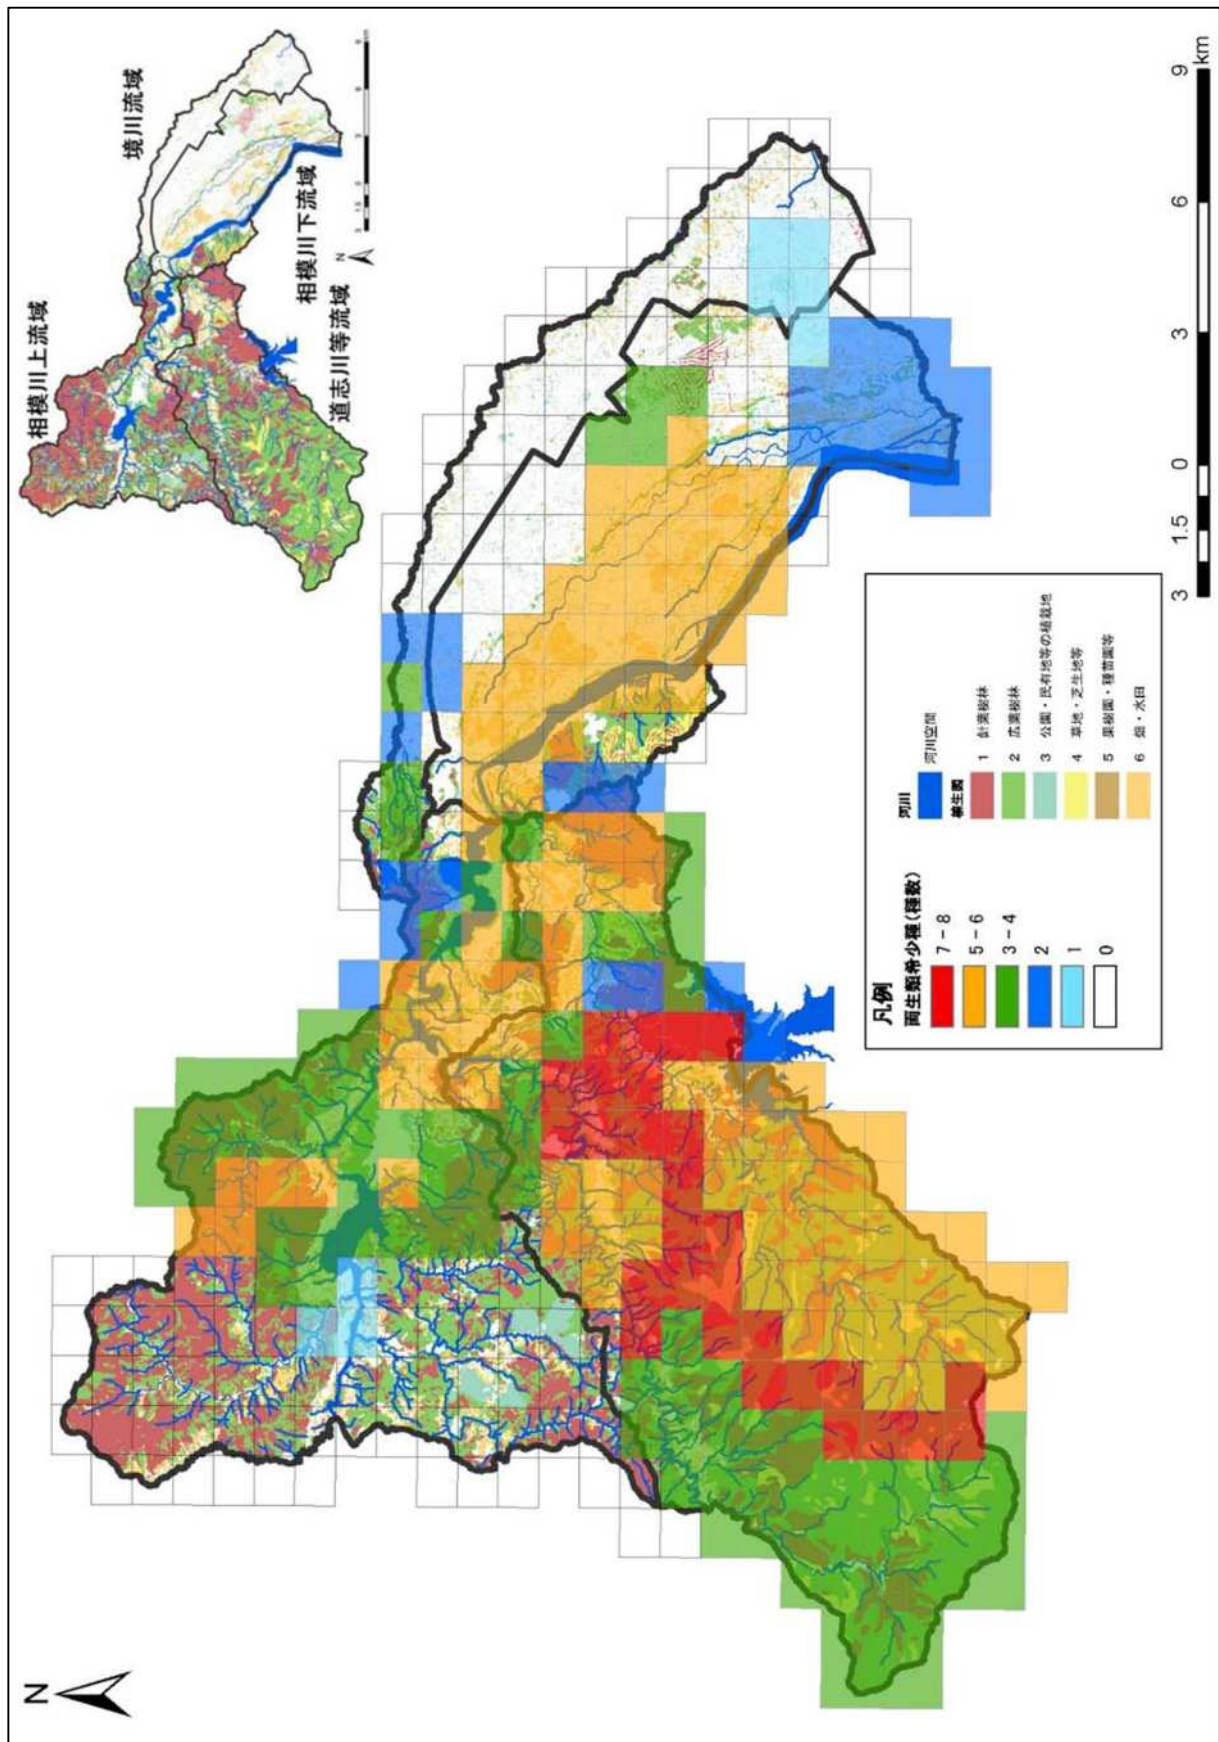 相模川上流域
境川流域
相模川下流域
道志川等流域
N
N
凡例
両生類希少種(種数)
7-8
5-6
3-4
2
1
0
河川
河川空間
植生図
1 針葉樹林
2 広葉樹林
3 公園・民有地等の植栽地
4 草地・芝生地等
5 果樹園・種苗園等
6 畑・水田
3 1.5 0 3 6 9
km